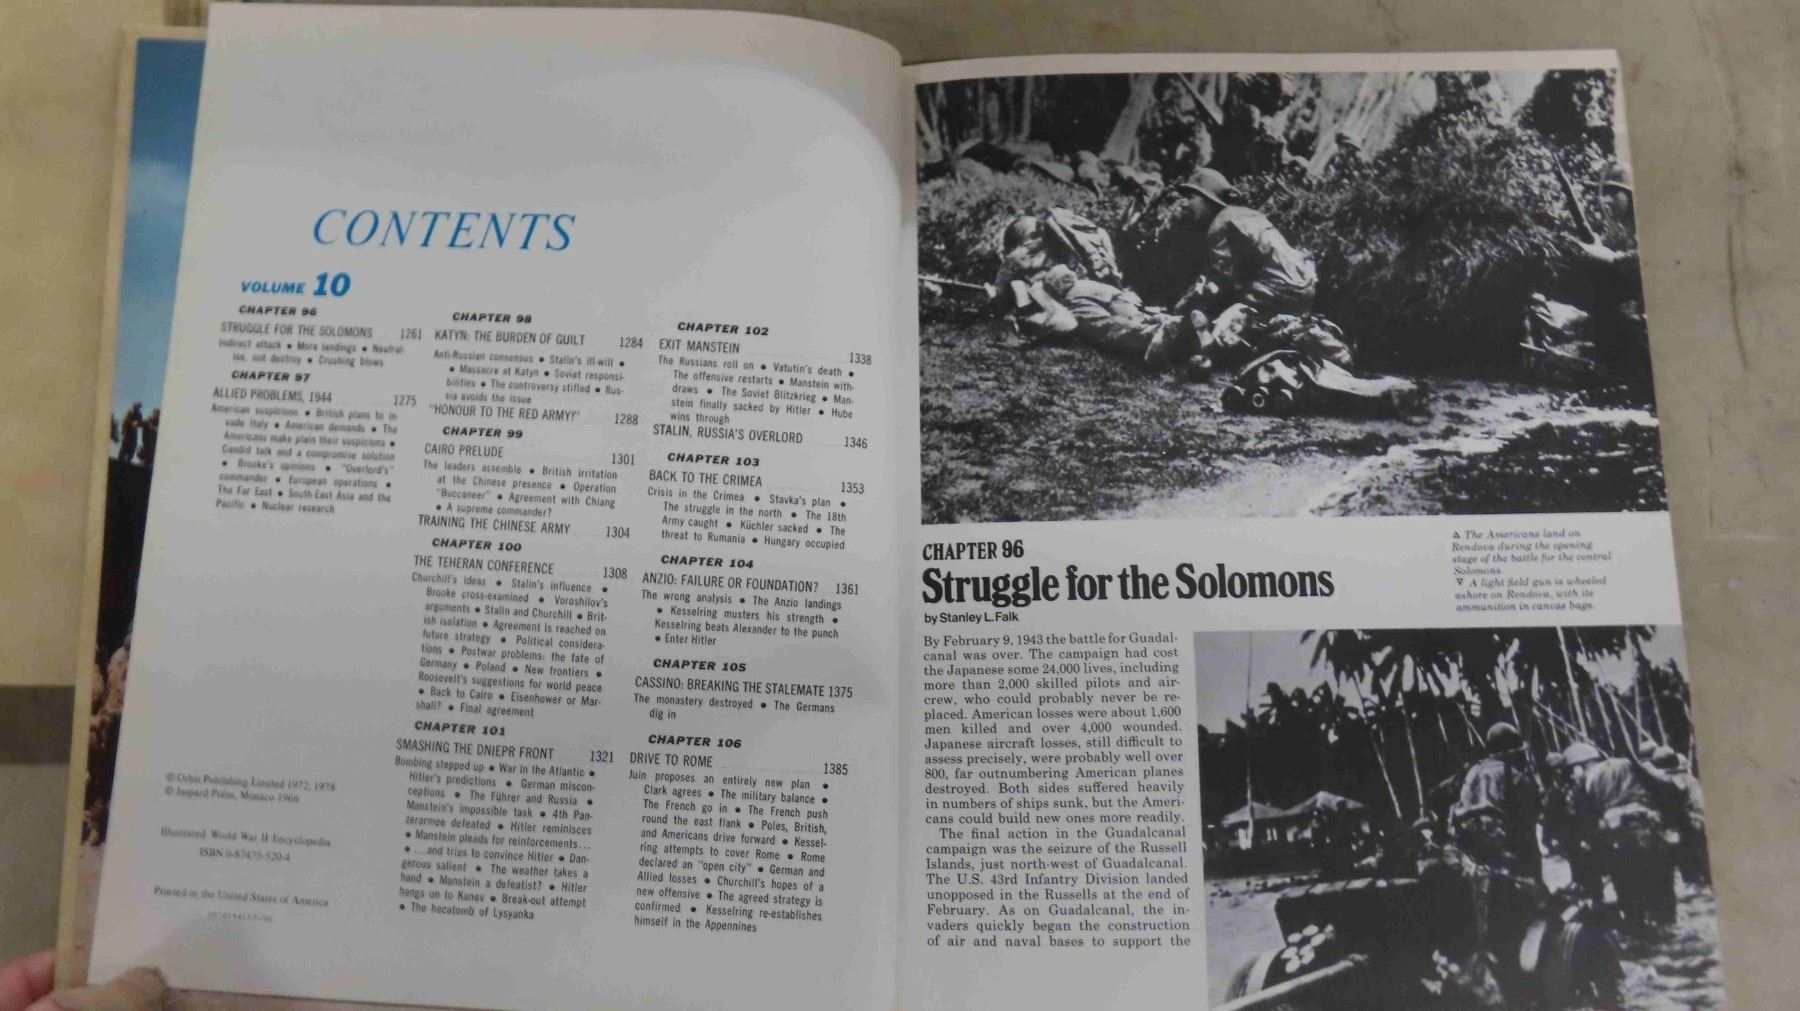 CONTENTS
VOLUME 10
CHAPTER 96
STRUGGLE FOR THE SOLOMONS 1261
Indirect attack • More landings • Neutral-
ise, not destroy • Crushing blows
CHAPTER 97
ALLIED PROBLEMS, 1944 1275
American suspicions • British plans to in-
vade Italy • American demands • The
Americans make plain their suspicions •
Candid talk and a compromise solution
• Brooke's opinions • "Overlord's"
commander • European operations •
The Far East • South-East Asia and the
Pacific • Nuclear research
© Orbis Publishing Limited 1972, 1978
© Jaspard Polus, Monaco 1966
Illustrated World War II Encyclopedia
ISBN 0-87475-520-4
Printed in the United States of America
CHAPTER 98
KATYN: THE BURDEN OF GUILT 1284
Anti-Russian consensus • Stalin's ill-will •
• Massacre at Katyn • Soviet responsi-
bilities • The controversy stifled • Rus-
sia avoids the issue
"HONOUR TO THE RED ARMY!" 1288
CHAPTER 99
CAIRO PRELUDE 1301
The leaders assemble • British irritation
at the Chinese presence • Operation
"Buccaneer" • Agreement with Chiang
• A supreme commander?
TRAINING THE CHINESE ARMY 1304
CHAPTER 100
THE TEHERAN CONFERENCE 1308
Churchill's ideas • Stalin's influence •
Brooke cross-examined • Voroshilov's
arguments • Stalin and Churchill • Brit-
ish isolation • Agreement is reached on
future strategy • Political considera-
tions • Postwar problems: the fate of
Germany • Poland • New frontiers •
Roosevelt's suggestions for world peace
• Back to Cairo • Eisenhower or Mar-
shall? • Final agreement
CHAPTER 101
SMASHING THE DNIEPR FRONT 1321
Bombing stepped up • War in the Atlantic •
Hitler's predictions • German miscon-
ceptions • The Führer and Russia •
Manstein's impossible task • 4th Pan-
zerarmee defeated • Hitler reminisces
• Manstein pleads for reinforcements...
• ...and tries to convince Hitler • Dan-
gerous salient • The weather takes a
hand • Manstein a defeatist? • Hitler
hangs on to Kanev • Break-out attempt
• The hecatomb of Lysyanka
CHAPTER 102
EXIT MANSTEIN 1338
The Russians roll on • Vatutin's death •
The offensive restarts • Manstein with-
draws • The Soviet Blitzkrieg • Man-
stein finally sacked by Hitler • Hube
wins through
STALIN, RUSSIA'S OVERLORD 1346
CHAPTER 103
BACK TO THE CRIMEA 1353
Crisis in the Crimea • Stavka's plan •
The struggle in the north • The 18th
Army caught • Küchler sacked • The
threat to Rumania • Hungary occupied
CHAPTER 104
ANZIO: FAILURE OR FOUNDATION? 1361
The wrong analysis • The Anzio landings
• Kesselring musters his strength •
Kesselring beats Alexander to the punch
• Enter Hitler
CHAPTER 105
CASSINO: BREAKING THE STALEMATE 1375
The monastery destroyed • The Germans
dig in
CHAPTER 106
DRIVE TO ROME 1385
Juin proposes an entirely new plan •
Clark agrees • The military balance •
The French go in • The French push
round the east flank • Poles, British,
and Americans drive forward • Kessel-
ring attempts to cover Rome • Rome
declared an "open city" • German and
Allied losses • Churchill's hopes of a
new offensive • The agreed strategy is
confirmed • Kesselring re-establishes
himself in the Appennines
CHAPTER 96
Struggle for the Solomons
by Stanley L. Falk
By February 9, 1943 the battle for Guadal-
canal was over. The campaign had cost
the Japanese some 24,000 lives, including
more than 2,000 skilled pilots and air-
crew, who could probably never be re-
placed. American losses were about 1,600
men killed and over 4,000 wounded.
Japanese aircraft losses, still difficult to
assess precisely, were probably well over
800, far outnumbering American planes
destroyed. Both sides suffered heavily
in numbers of ships sunk, but the Ameri-
cans could build new ones more readily.
The final action in the Guadalcanal
campaign was the seizure of the Russell
Islands, just north-west of Guadalcanal.
The U.S. 43rd Infantry Division landed
unopposed in the Russells at the end of
February. As on Guadalcanal, the in-
vaders quickly began the construction
of air and naval bases to support the
△ The Americans land on
Rendova during the opening
stage of the battle for the central
Solomons.
▽ A light field gun is wheeled
ashore on Rendova, with its
ammunition in canvas bags.